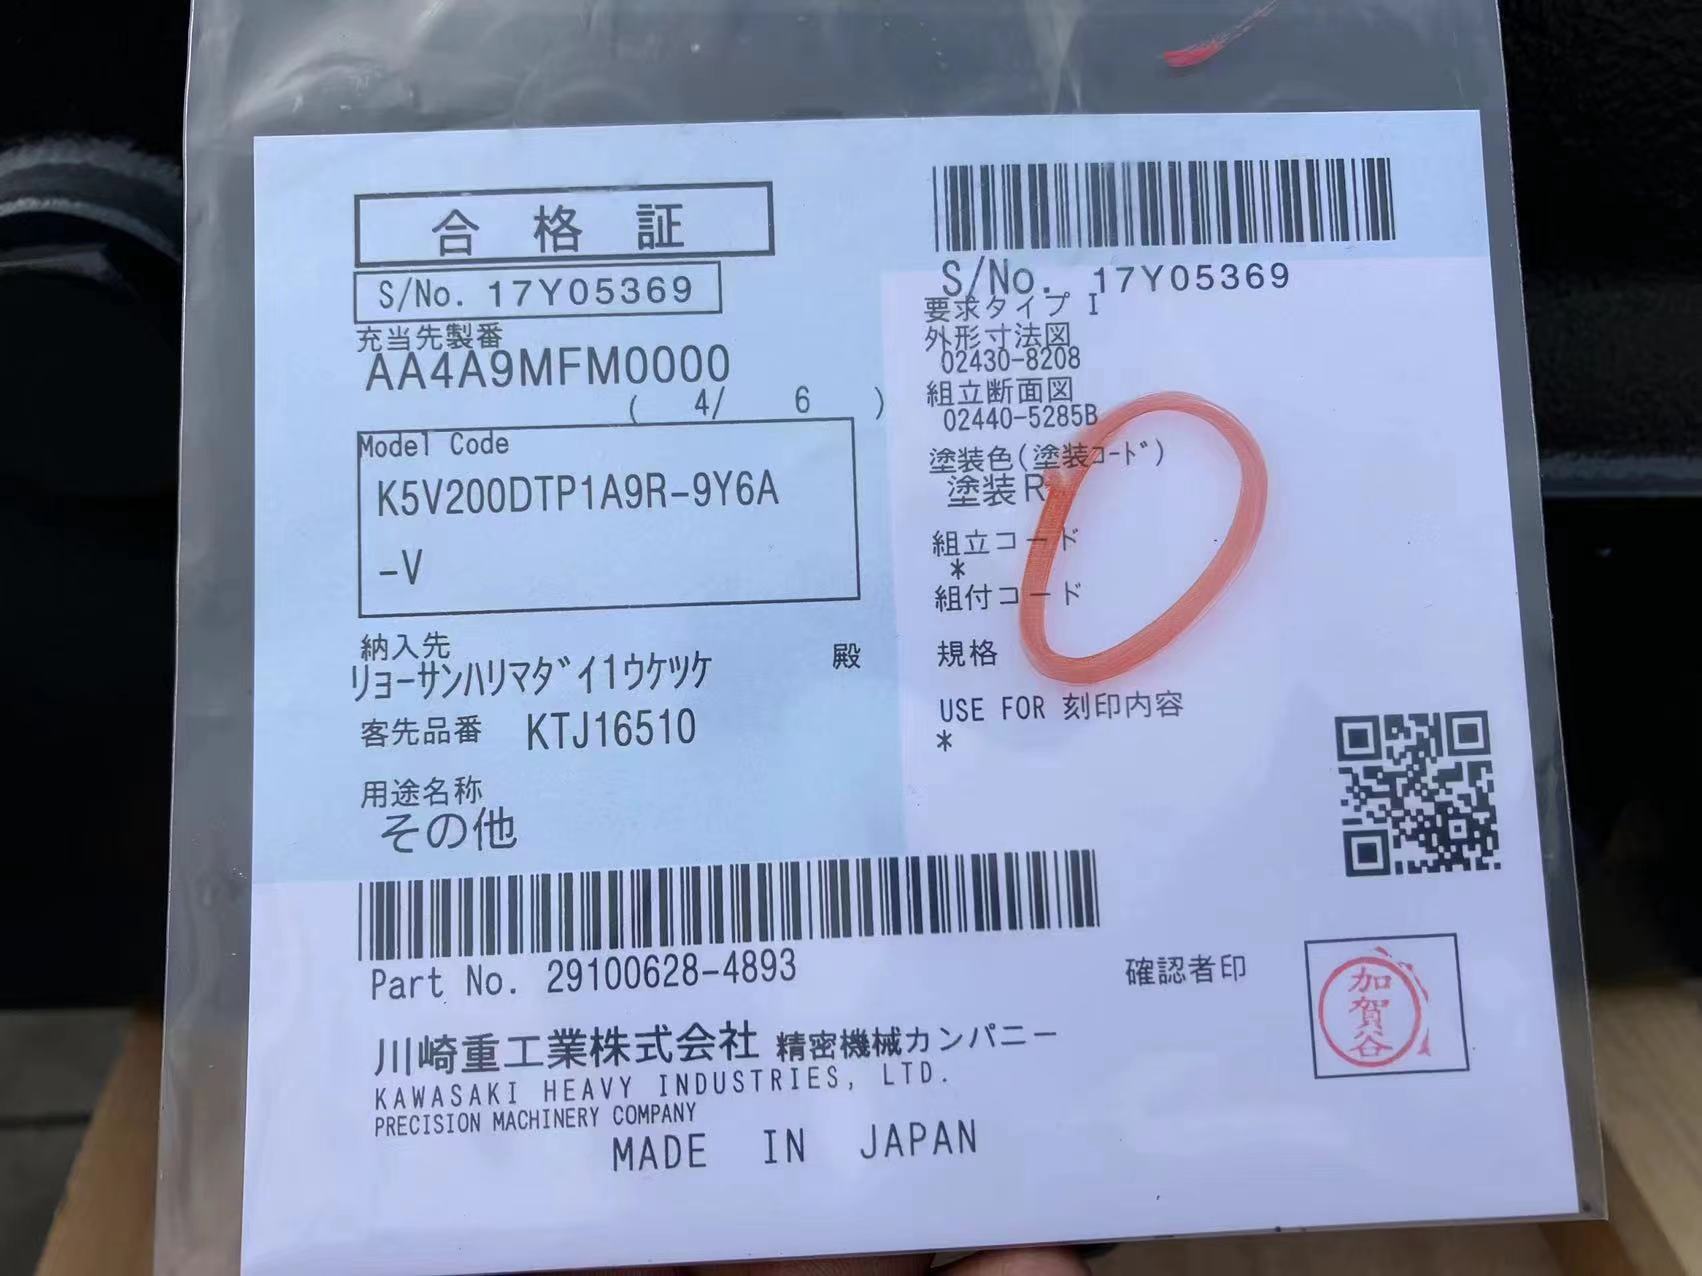 合格証
S/No. 17Y05369
充当先製番
AA4A9MFM0000
( 4/ 6 )
Model Code
K5V200DTP1A9R-9Y6A
-V
納入先
ﾘｮｰｻﾝﾊﾘﾏﾀﾞｲ1ｳｹﾂｹ 殿
客先品番 KTJ16510
用途名称
その他
Part No. 29100628-4893
川崎重工業株式会社 精密機械カンパニー
KAWASAKI HEAVY INDUSTRIES, LTD.
PRECISION MACHINERY COMPANY
MADE IN JAPAN
S/No. 17Y05369
要求タイプ I
外形寸法図
02430-8208
組立断面図
02440-5285B
塗装色(塗装ｺｰﾄﾞ)
塗装R
組立コード
*
組付コード
規格
USE FOR 刻印内容
*
確認者印
加賀谷